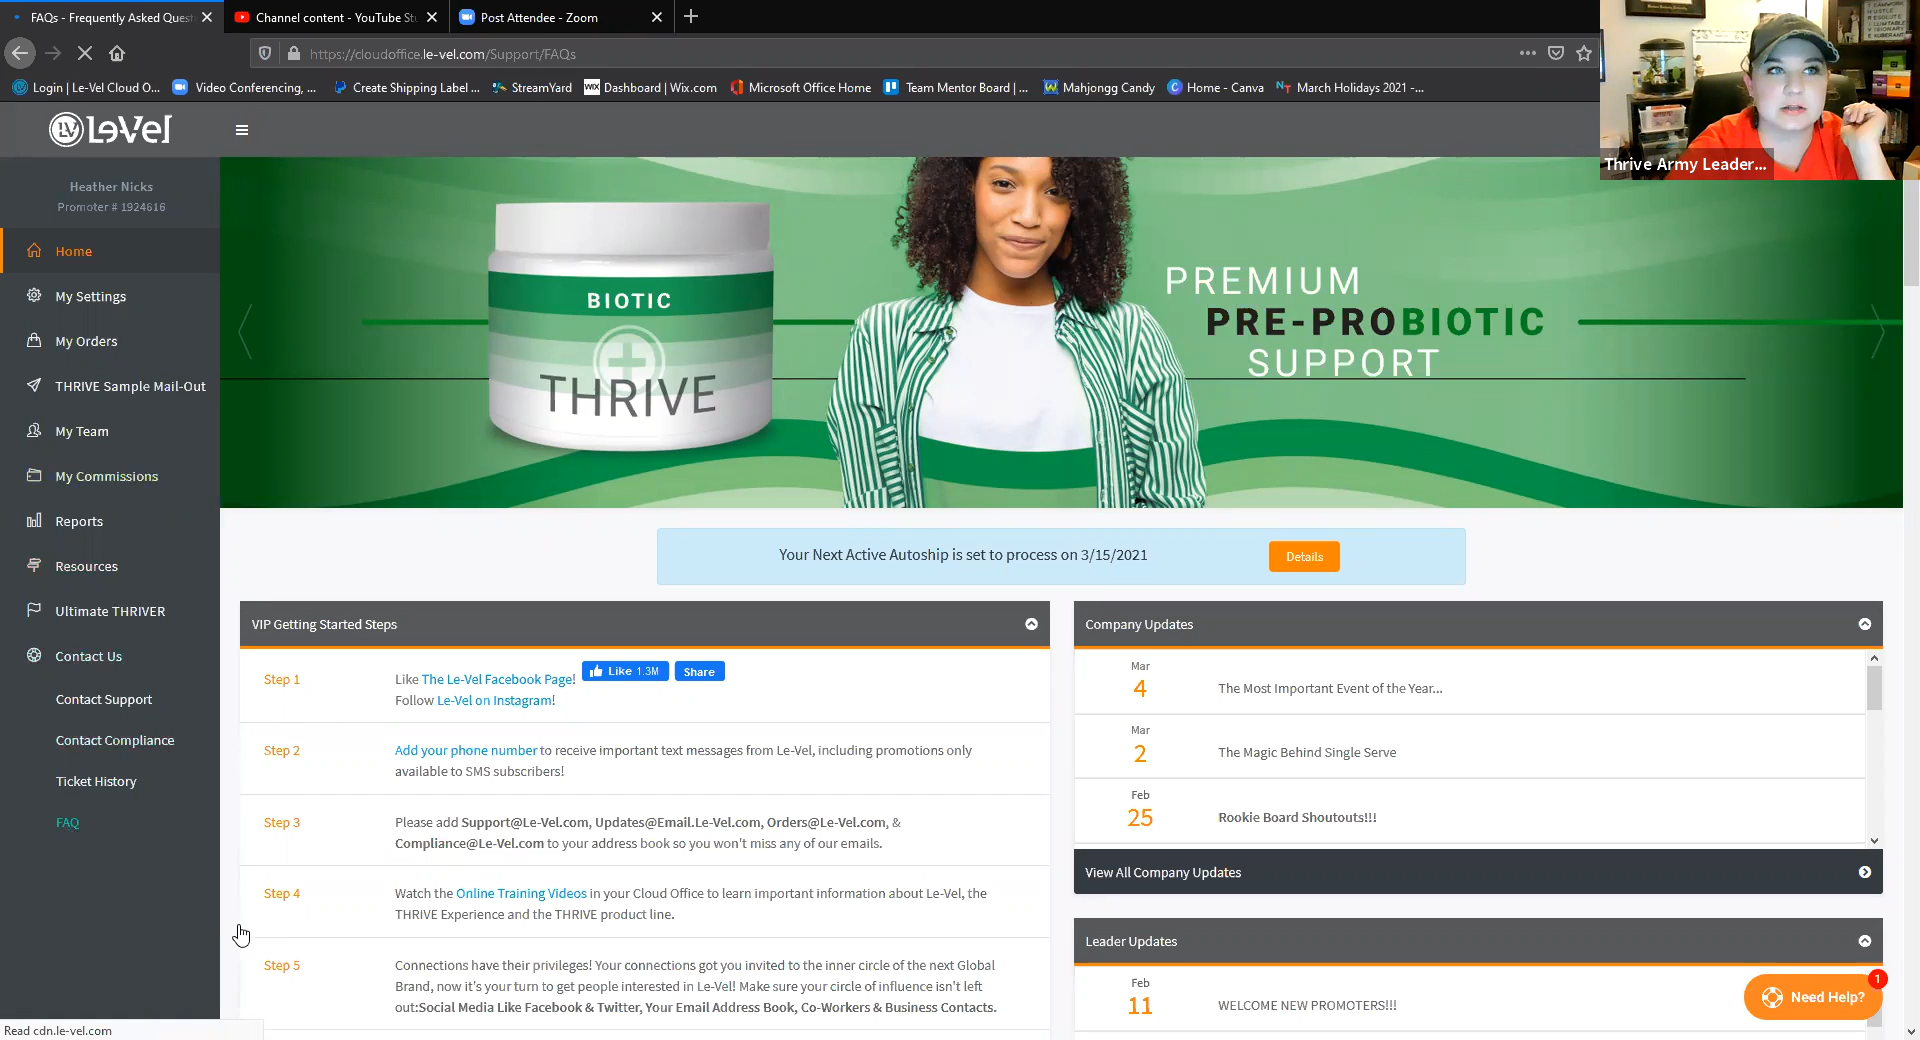 FAQs - Frequently Asked Quest
Channel content - YouTube St
Post Attendee - Zoom
https://cloudoffice.le-vel.com/Support/FAQs
Login | Le-Vel Cloud O...
Video Conferencing, ...
Create Shipping Label ...
StreamYard
WIX Dashboard | Wix.com
Microsoft Office Home
Team Mentor Board | ...
Mahjongg Candy
Home - Canva
NT March Holidays 2021 -...
Thrive Army Leader...
LV LeVel
Heather Nicks
Promoter # 1924616
Home
My Settings
My Orders
THRIVE Sample Mail-Out
My Team
My Commissions
Reports
Resources
Ultimate THRIVER
Contact Us
Contact Support
Contact Compliance
Ticket History
FAQ
BIOTIC
THRIVE
PREMIUM
PRE-PROBIOTIC
SUPPORT
Your Next Active Autoship is set to process on 3/15/2021
Details
VIP Getting Started Steps
Step 1
Like The Le-Vel Facebook Page!
Like 1.3M
Share
Follow Le-Vel on Instagram!
Step 2
Add your phone number to receive important text messages from Le-Vel, including promotions only
available to SMS subscribers!
Step 3
Please add Support@Le-Vel.com, Updates@Email.Le-Vel.com, Orders@Le-Vel.com, &
Compliance@Le-Vel.com to your address book so you won't miss any of our emails.
Step 4
Watch the Online Training Videos in your Cloud Office to learn important information about Le-Vel, the
THRIVE Experience and the THRIVE product line.
Step 5
Connections have their privileges! Your connections got you invited to the inner circle of the next Global
Brand, now it's your turn to get people interested in Le-Vel! Make sure your circle of influence isn't left
out:Social Media Like Facebook & Twitter, Your Email Address Book, Co-Workers & Business Contacts.
Company Updates
Mar
4
The Most Important Event of the Year...
Mar
2
The Magic Behind Single Serve
Feb
25
Rookie Board Shoutouts!!!
View All Company Updates
Leader Updates
Feb
11
WELCOME NEW PROMOTERS!!!
Need Help?
1
Read cdn.le-vel.com